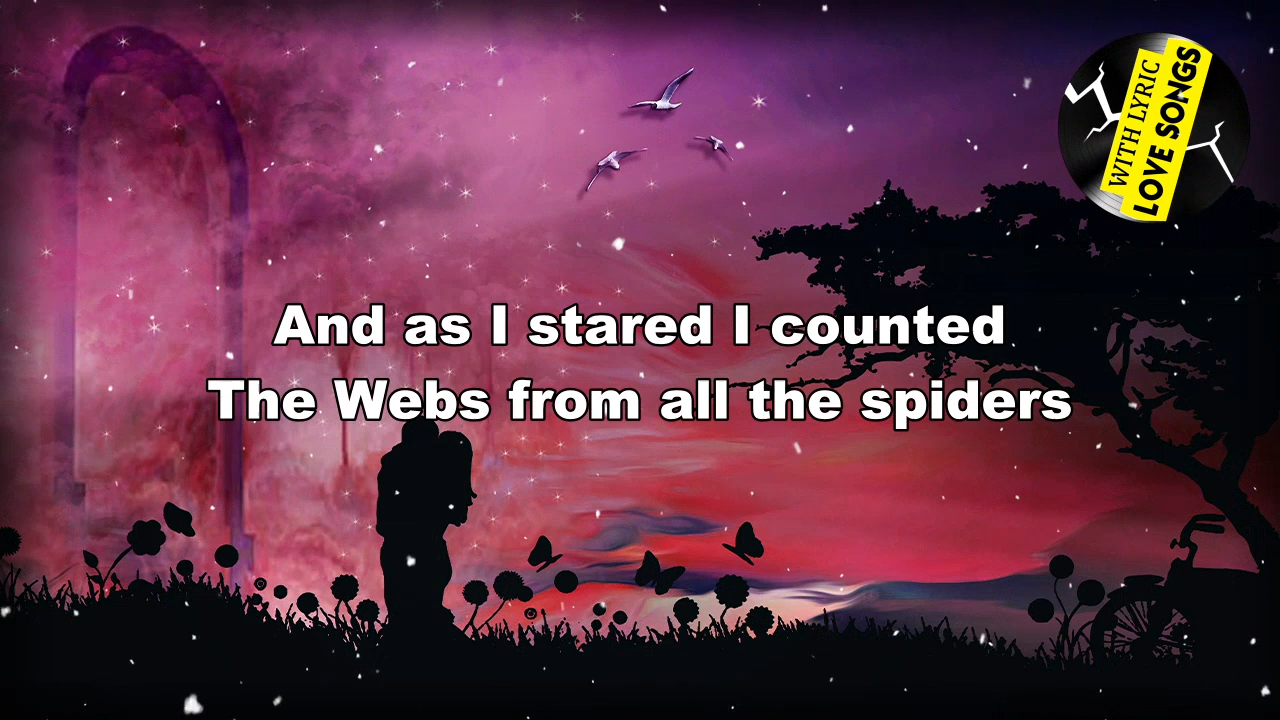 WITH LYRIC
LOVE SONGS
And as I stared I counted
The Webs from all the spiders